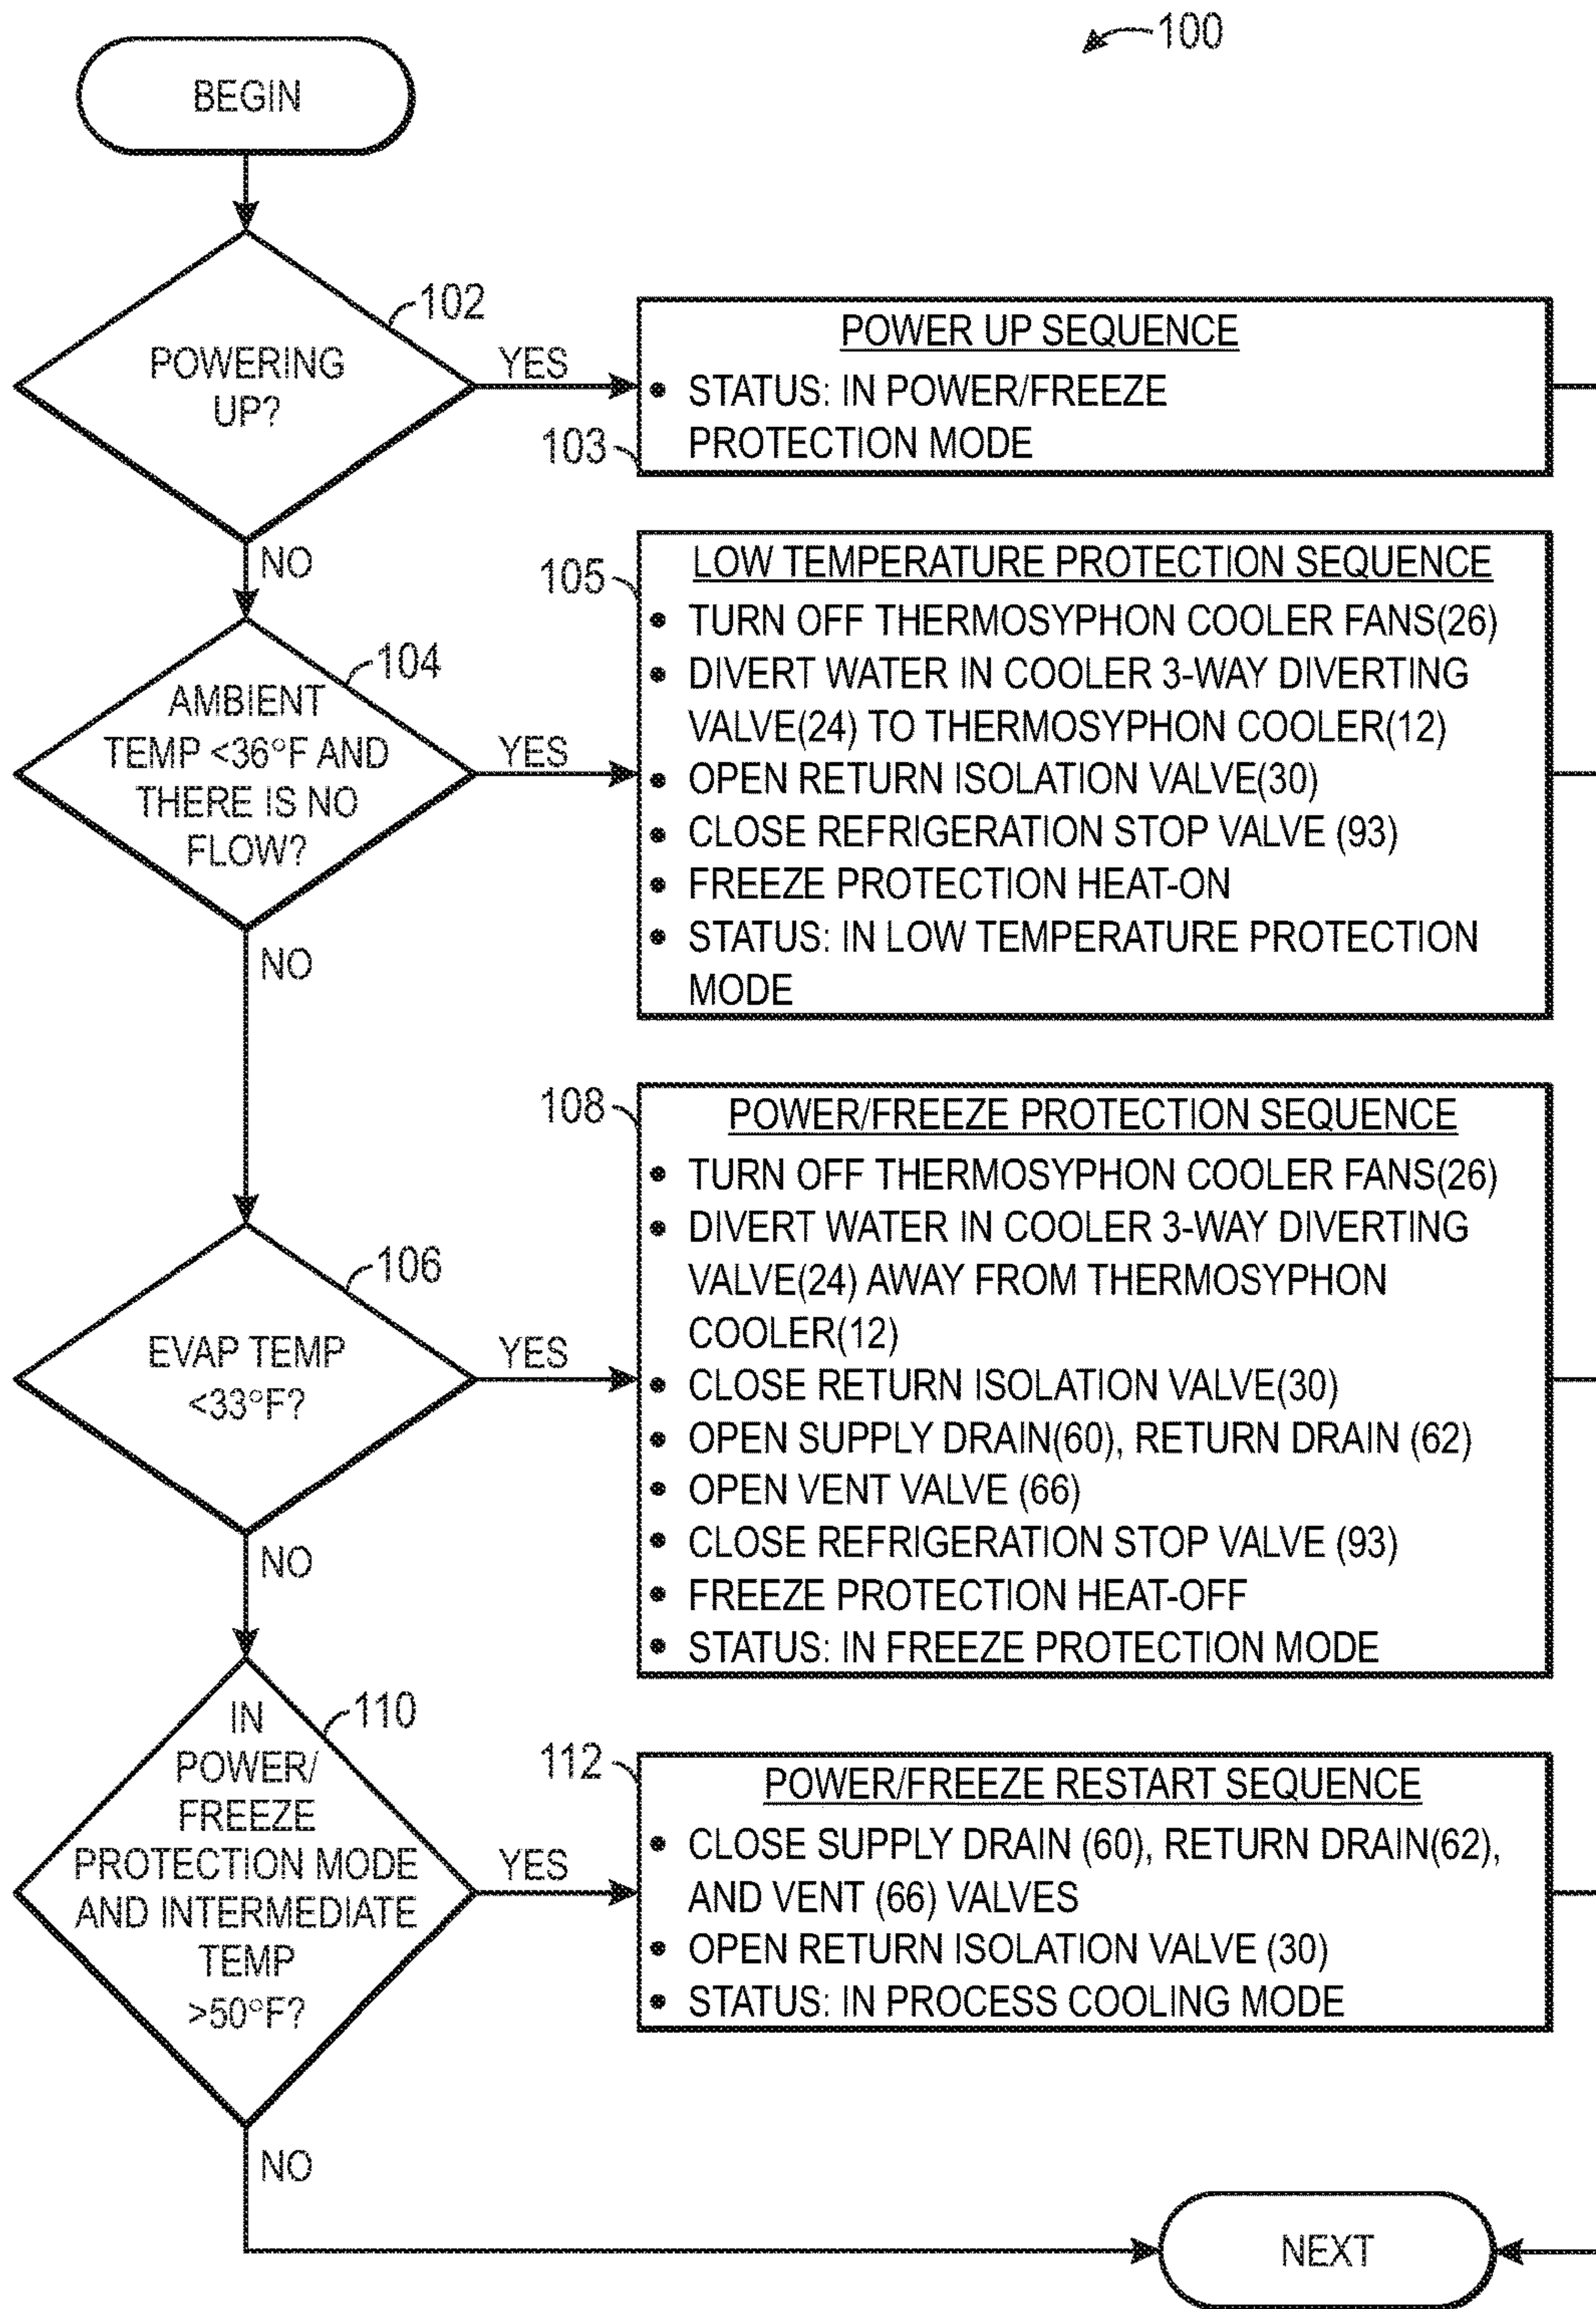 100
BEGIN
102
POWERING
UP?
YES
NO
POWER UP SEQUENCE
• STATUS: IN POWER/FREEZE
PROTECTION MODE
103
104
AMBIENT
TEMP <36°F AND
THERE IS NO
FLOW?
YES
NO
105
LOW TEMPERATURE PROTECTION SEQUENCE
• TURN OFF THERMOSYPHON COOLER FANS(26)
• DIVERT WATER IN COOLER 3-WAY DIVERTING
VALVE(24) TO THERMOSYPHON COOLER(12)
• OPEN RETURN ISOLATION VALVE(30)
• CLOSE REFRIGERATION STOP VALVE (93)
• FREEZE PROTECTION HEAT-ON
• STATUS: IN LOW TEMPERATURE PROTECTION
MODE
106
EVAP TEMP
<33°F?
YES
NO
108
POWER/FREEZE PROTECTION SEQUENCE
• TURN OFF THERMOSYPHON COOLER FANS(26)
• DIVERT WATER IN COOLER 3-WAY DIVERTING
VALVE(24) AWAY FROM THERMOSYPHON
COOLER(12)
• CLOSE RETURN ISOLATION VALVE(30)
• OPEN SUPPLY DRAIN(60), RETURN DRAIN (62)
• OPEN VENT VALVE (66)
• CLOSE REFRIGERATION STOP VALVE (93)
• FREEZE PROTECTION HEAT-OFF
• STATUS: IN FREEZE PROTECTION MODE
110
IN
POWER/
FREEZE
PROTECTION MODE
AND INTERMEDIATE
TEMP
>50°F?
YES
NO
112
POWER/FREEZE RESTART SEQUENCE
• CLOSE SUPPLY DRAIN (60), RETURN DRAIN(62),
AND VENT (66) VALVES
• OPEN RETURN ISOLATION VALVE (30)
• STATUS: IN PROCESS COOLING MODE
NEXT